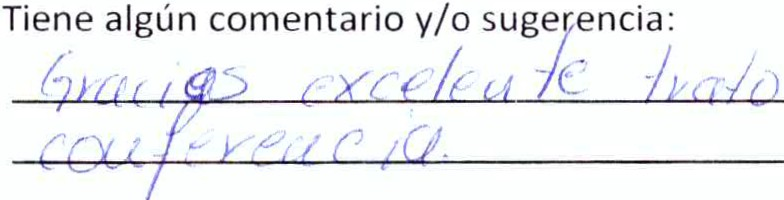 Tiene algún comentario y/o sugerencia:
Gracias excelente trato
conferencia.